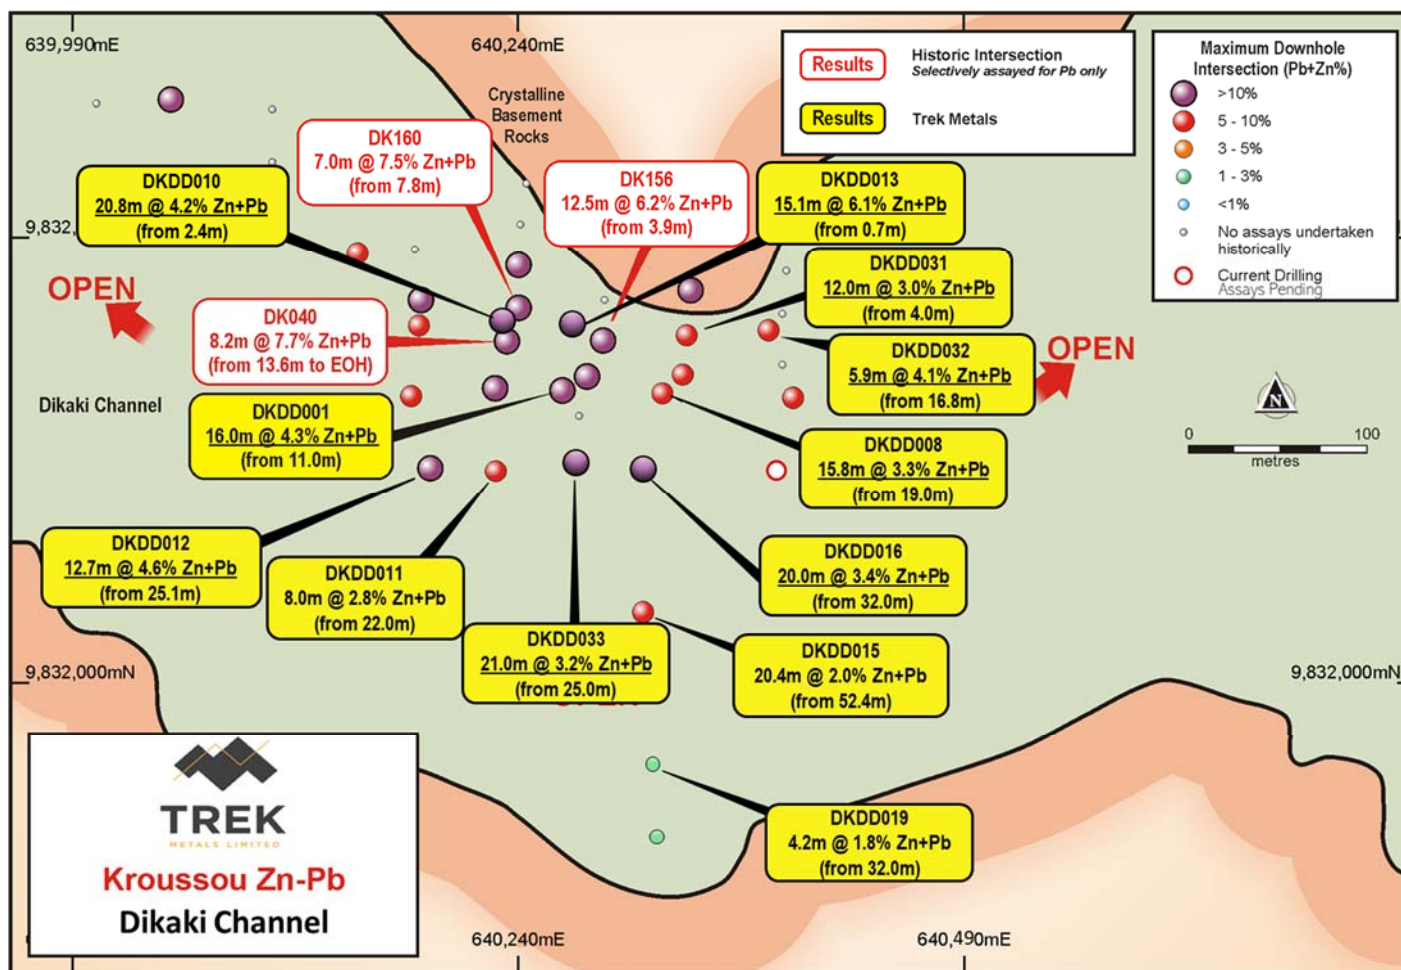 639,990mE
640,240mE
Crystalline
Basement
Rocks
Results
Historic Intersection
Selectively assayed for Pb only
Results
Trek Metals
Maximum Downhole
Intersection (Pb+Zn%)
>10%
5 - 10%
3 - 5%
1 - 3%
<1%
No assays undertaken
historically
Current Drilling
Assays Pending
DK160
7.0m @ 7.5% Zn+Pb
(from 7.8m)
DK156
12.5m @ 6.2% Zn+Pb
(from 3.9m)
DKDD013
15.1m @ 6.1% Zn+Pb
(from 0.7m)
DKDD010
20.8m @ 4.2% Zn+Pb
(from 2.4m)
9,832,
OPEN
DKDD031
12.0m @ 3.0% Zn+Pb
(from 4.0m)
DK040
8.2m @ 7.7% Zn+Pb
(from 13.6m to EOH)
DKDD032
5.9m @ 4.1% Zn+Pb
(from 16.8m)
OPEN
N
0
100
metres
Dikaki Channel
DKDD001
16.0m @ 4.3% Zn+Pb
(from 11.0m)
DKDD008
15.8m @ 3.3% Zn+Pb
(from 19.0m)
DKDD012
12.7m @ 4.6% Zn+Pb
(from 25.1m)
DKDD011
8.0m @ 2.8% Zn+Pb
(from 22.0m)
DKDD016
20.0m @ 3.4% Zn+Pb
(from 32.0m)
DKDD033
21.0m @ 3.2% Zn+Pb
(from 25.0m)
DKDD015
20.4m @ 2.0% Zn+Pb
(from 52.4m)
9,832,000mN
9,832,000mN
TREK
METALS LIMITED
Kroussou Zn-Pb
Dikaki Channel
DKDD019
4.2m @ 1.8% Zn+Pb
(from 32.0m)
640,240mE
640,490mE